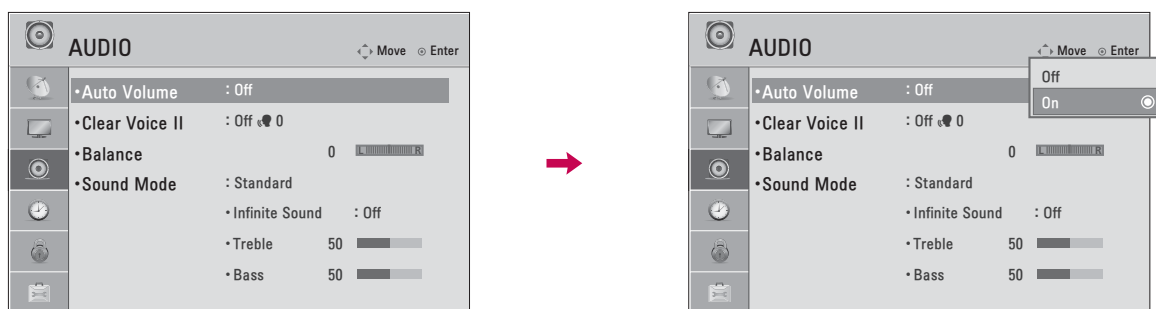 AUDIO
Move Enter
•Auto Volume : Off
•Clear Voice II : Off 0
•Balance 0 L R
•Sound Mode : Standard
•Infinite Sound : Off
•Treble 50
•Bass 50
AUDIO
Move Enter
Off
On
•Auto Volume : Off
•Clear Voice II : Off 0
•Balance 0 L R
•Sound Mode : Standard
•Infinite Sound : Off
•Treble 50
•Bass 50